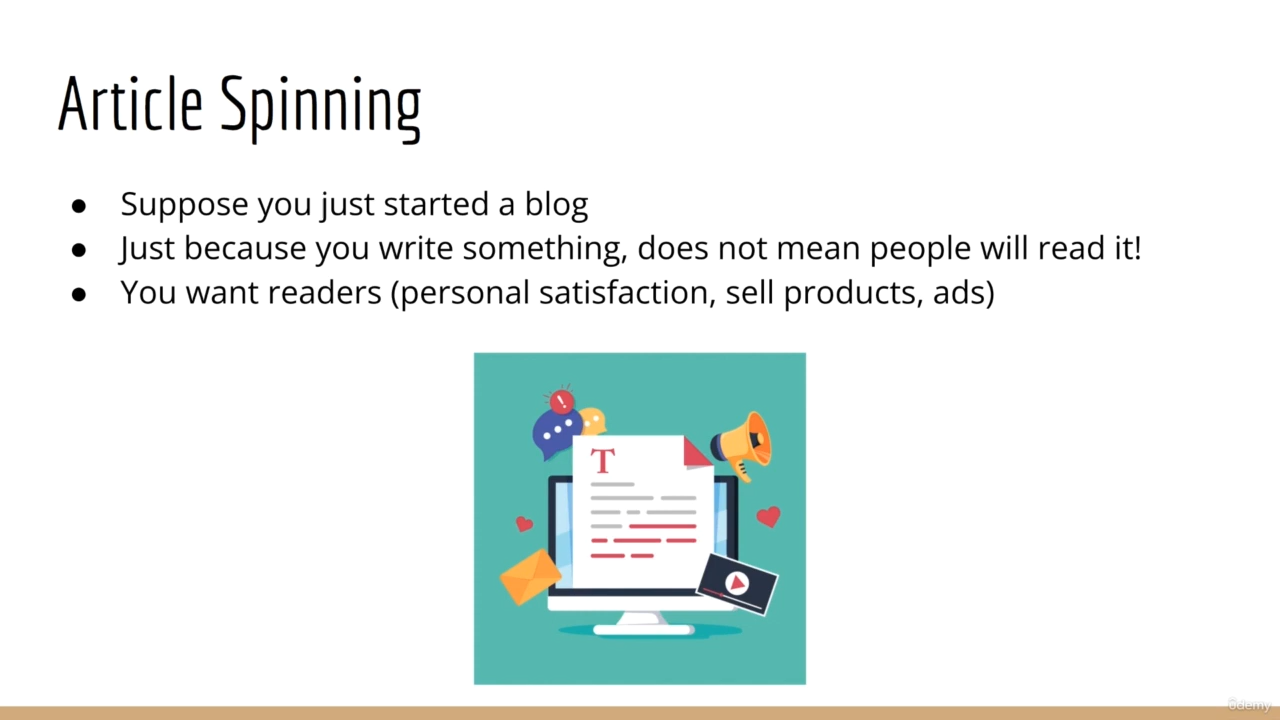 Article Spinning
● Suppose you just started a blog
● Just because you write something, does not mean people will read it!
● You want readers (personal satisfaction, sell products, ads)
T
ûdemy